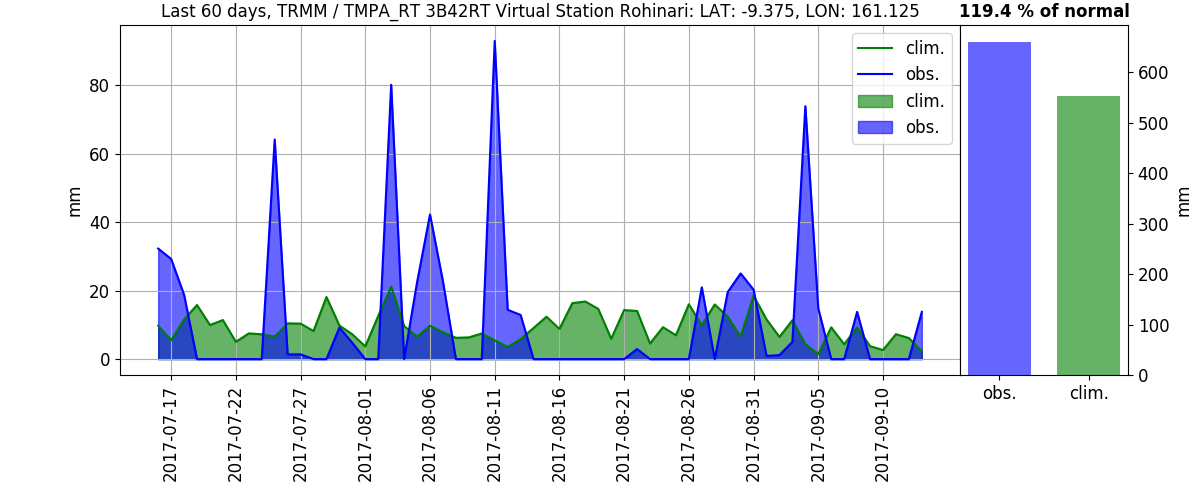 Last 60 days, TRMM / TMPA_RT 3B42RT Virtual Station Rohinari: LAT: -9.375, LON: 161.125
119.4 % of normal
clim.
obs.
clim.
obs.
80
60
40
20
0
mm
600
500
400
300
200
100
0
mm
2017-07-17
2017-07-22
2017-07-27
2017-08-01
2017-08-06
2017-08-11
2017-08-16
2017-08-21
2017-08-26
2017-08-31
2017-09-05
2017-09-10
obs.
clim.